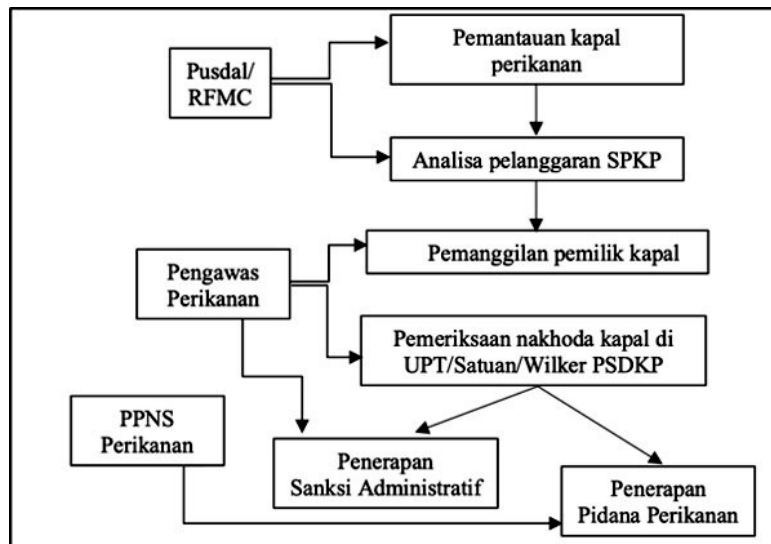 Pemantauan kapal
perikanan
Pusdal/
RFMC
Analisa pelanggaran SPKP
Pemanggilan pemilik kapal
Pengawas
Perikanan
Pemeriksaan nakhoda kapal di
UPT/Satuan/Wilker PSDKP
PPNS
Perikanan
Penerapan
Sanksi Administratif
Penerapan
Pidana Perikanan